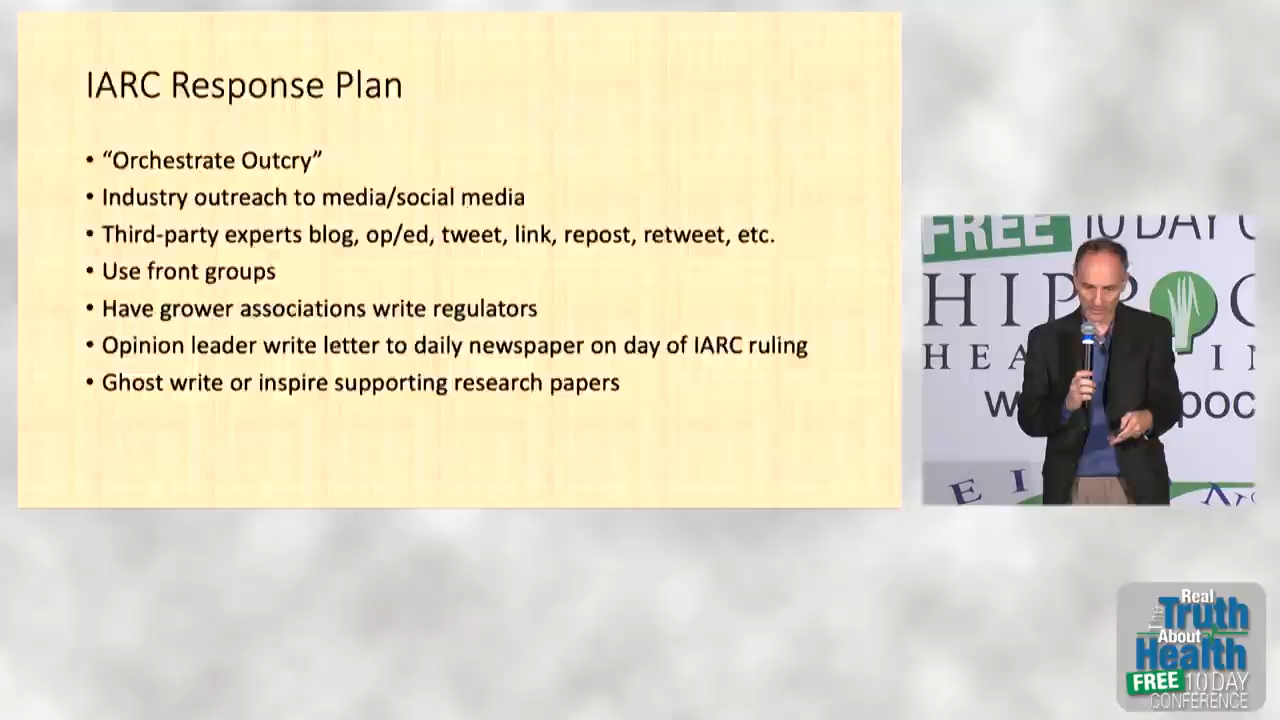 IARC Response Plan
• “Orchestrate Outcry”
• Industry outreach to media/social media
• Third-party experts blog, op/ed, tweet, link, repost, retweet, etc.
• Use front groups
• Have grower associations write regulators
• Opinion leader write letter to daily newspaper on day of IARC ruling
• Ghost write or inspire supporting research papers
FREE 10 DAY
The Real
Truth
About
Health
FREE 10 DAY
CONFERENCE